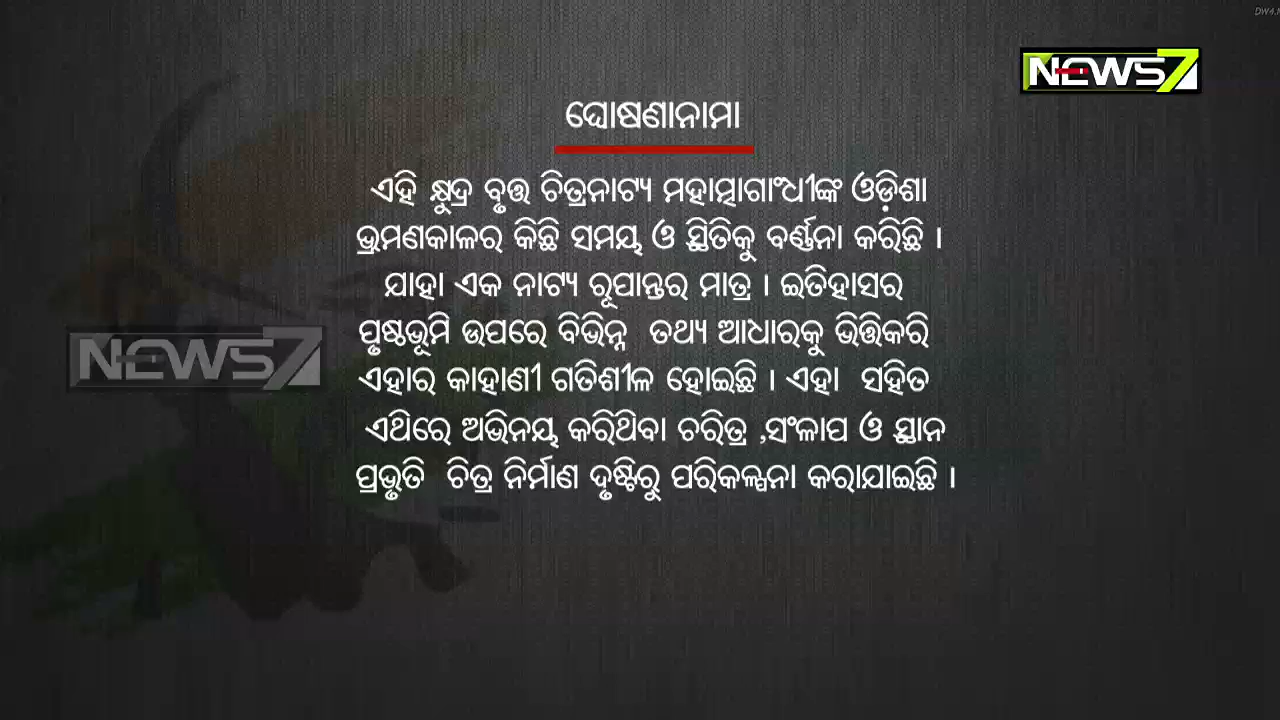 DW4.
NEWS7
ଘୋଷଣାନାମା
ଏହି କ୍ଷୁଦ୍ର ବୃତ୍ତ ଚିତ୍ରନାଟ୍ୟ ମହାତ୍ମାଗାଂଧୀଙ୍କ ଓଡ଼ିଶା
ଭ୍ରମଣକାଳର କିଛି ସମୟ ଓ ସ୍ଥିତିକୁ ବର୍ଣ୍ଣନା କରିଛି ।
ଯାହା ଏକ ନାଟ୍ୟ ରୂପାନ୍ତର ମାତ୍ର । ଇତିହାସର
ପୃଷ୍ଠଭୂମି ଉପରେ ବିଭିନ୍ନ ତଥ୍ୟ ଆଧାରକୁ ଭିତ୍ତିକରି
NEWS7
ଏହାର କାହାଣୀ ଗତିଶୀଳ ହୋଇଛି । ଏହା ସହିତ
ଏଥିରେ ଅଭିନୟ କରିଥିବା ଚରିତ୍ର ,ସଂଳାପ ଓ ସ୍ଥାନ
ପ୍ରଭୃତି ଚିତ୍ର ନିର୍ମାଣ ଦୃଷ୍ଟିରୁ ପରିକଳ୍ପନା କରାଯାଇଛି ।